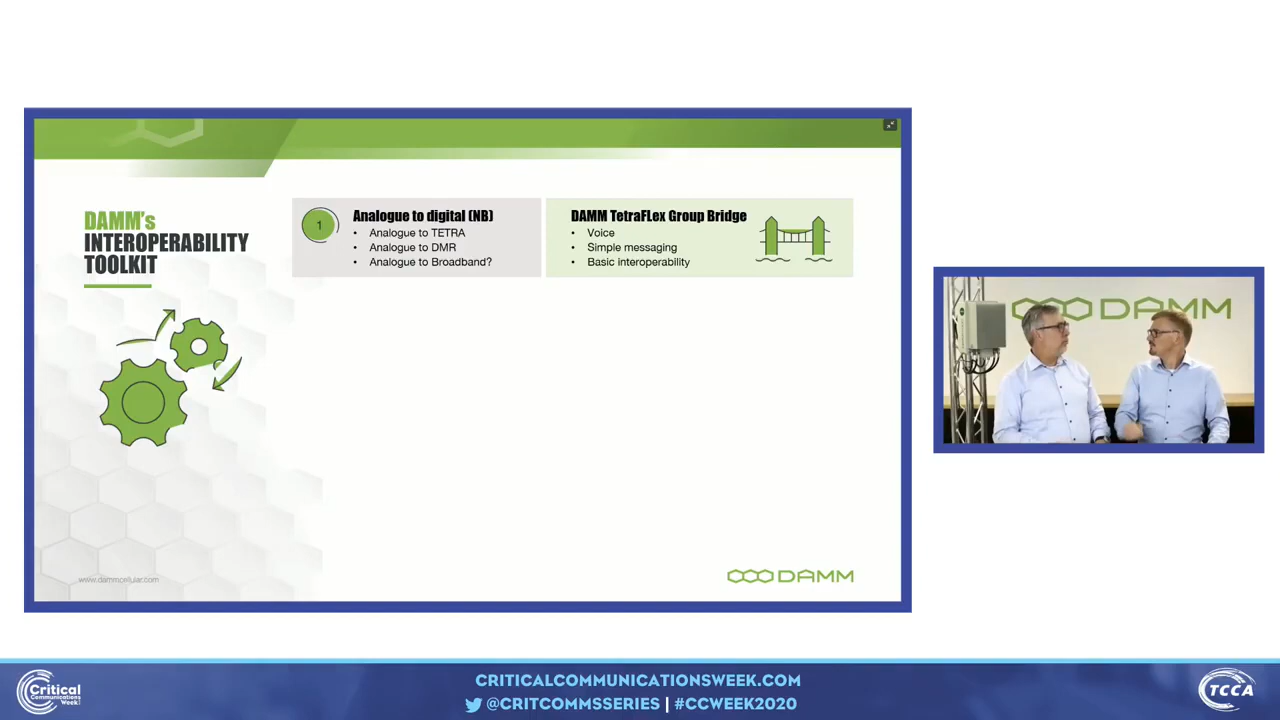 DAMM's
INTEROPERABILITY
TOOLKIT
1
Analogue to digital (NB)
• Analogue to TETRA
• Analogue to DMR
• Analogue to Broadband?
DAMM TetraFLex Group Bridge
• Voice
• Simple messaging
• Basic interoperability
www.dammcellular.com
DAMM
DAMM
Critical
Communications
Week
CRITICALCOMMUNICATIONSWEEK.COM
@CRITCOMMSSERIES | #CCWEEK2020
TCCA